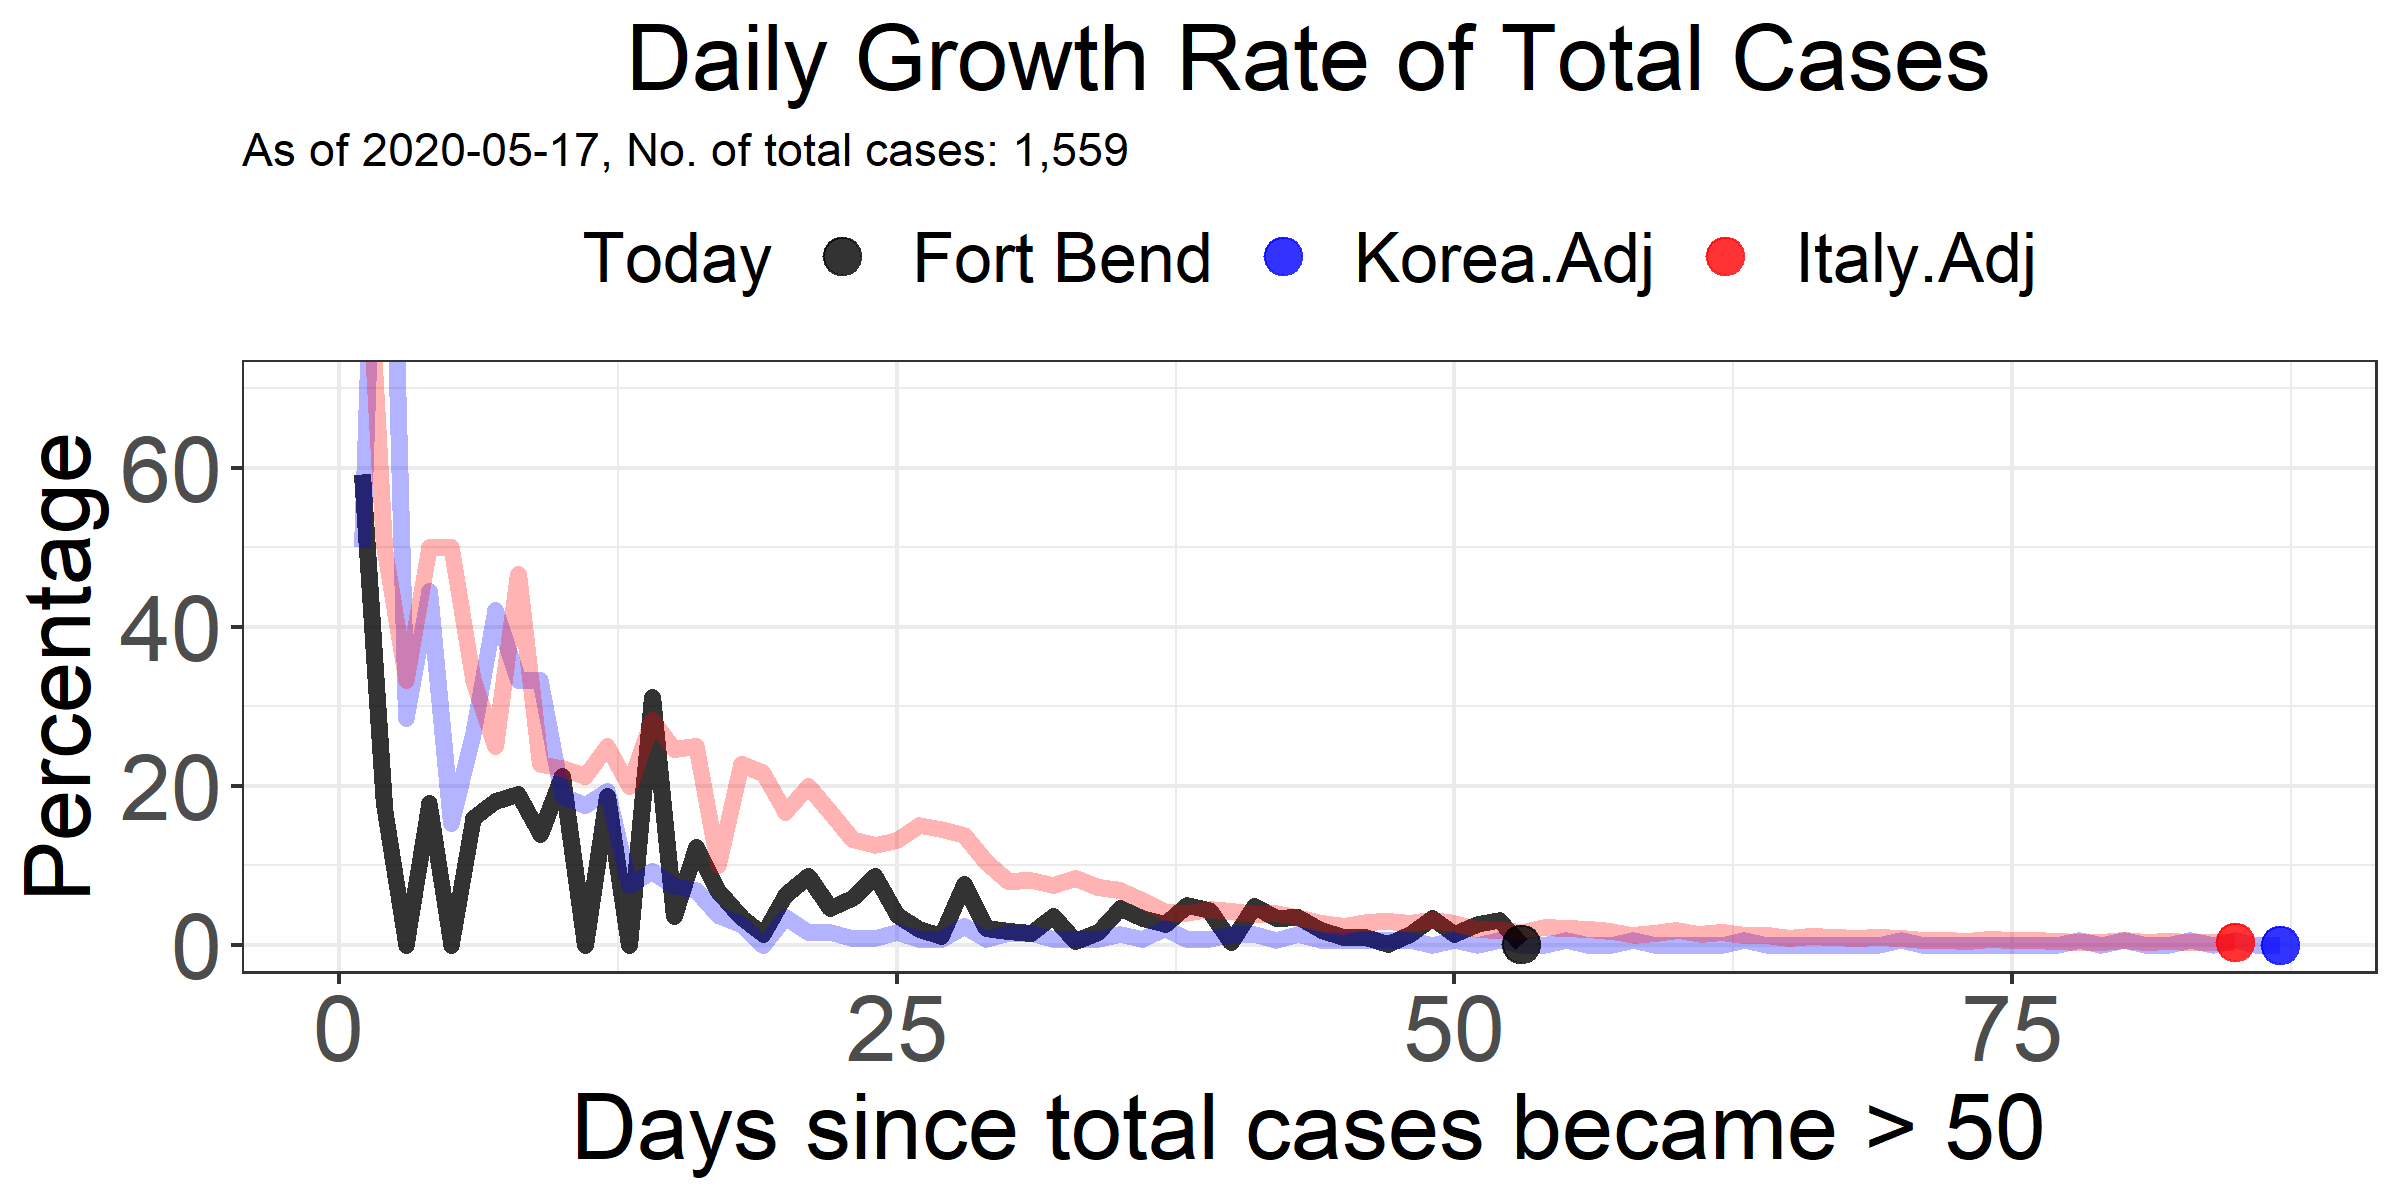 Daily Growth Rate of Total Cases
As of 2020-05-17, No. of total cases: 1,559
Today Fort Bend Korea.Adj Italy.Adj
Percentage
60
40
20
0
0 25 50 75
Days since total cases became > 50